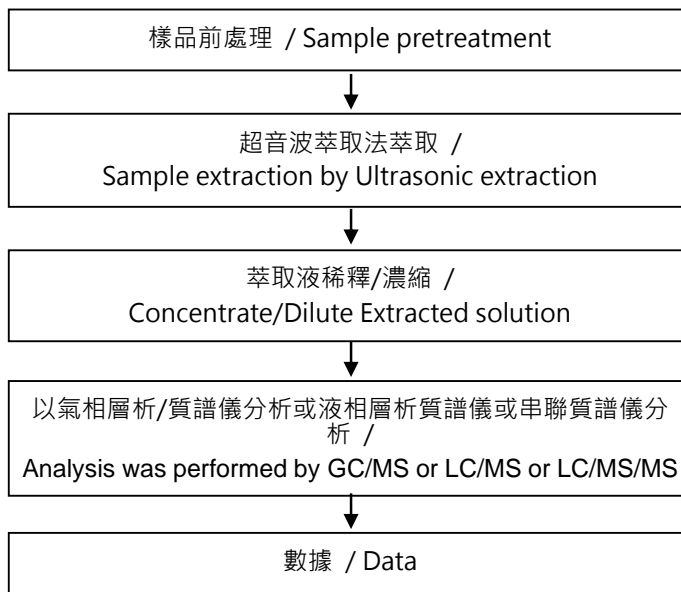 樣品前處理 / Sample pretreatment
超音波萃取法萃取 /
Sample extraction by Ultrasonic extraction
萃取液稀釋/濃縮 /
Concentrate/Dilute Extracted solution
以氣相層析/質譜儀分析或液相層析質譜儀或串聯質譜儀分
析 /
Analysis was performed by GC/MS or LC/MS or LC/MS/MS
數據 / Data